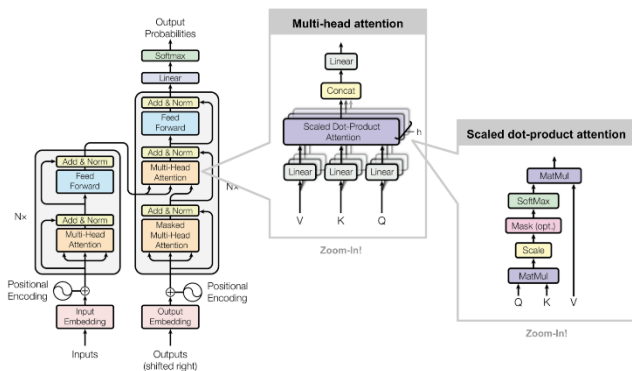 Output
Probabilities
Softmax
Linear
Add & Norm
Feed
Forward
Add & Norm
Multi-Head
Attention
Nx
Add & Norm
Masked
Multi-Head
Attention
Positional
Encoding
Output
Embedding
Outputs
(shifted right)
Add & Norm
Feed
Forward
Nx
Add & Norm
Multi-Head
Attention
Positional
Encoding
Input
Embedding
Inputs
Multi-head attention
Linear
Concat
Scaled Dot-Product
Attention
h
Linear Linear Linear
V K Q
Zoom-In!
Scaled dot-product attention
MatMul
SoftMax
Mask (opt.)
Scale
MatMul
Q K V
Zoom-In!